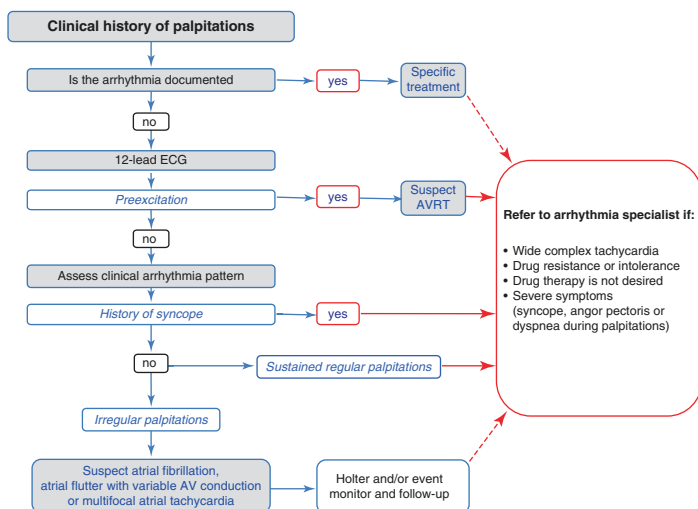 Clinical history of palpitations
Is the arrhythmia documented
yes
Specific
treatment
no
12-lead ECG
Preexcitation
yes
Suspect
AVRT
no
Assess clinical arrhythmia pattern
History of syncope
yes
no
Sustained regular palpitations
Irregular palpitations
Suspect atrial fibrillation,
atrial flutter with variable AV conduction
or multifocal atrial tachycardia
Holter and/or event
monitor and follow-up
Refer to arrhythmia specialist if:
• Wide complex tachycardia
• Drug resistance or intolerance
• Drug therapy is not desired
• Severe symptoms
(syncope, angor pectoris or
dyspnea during palpitations)